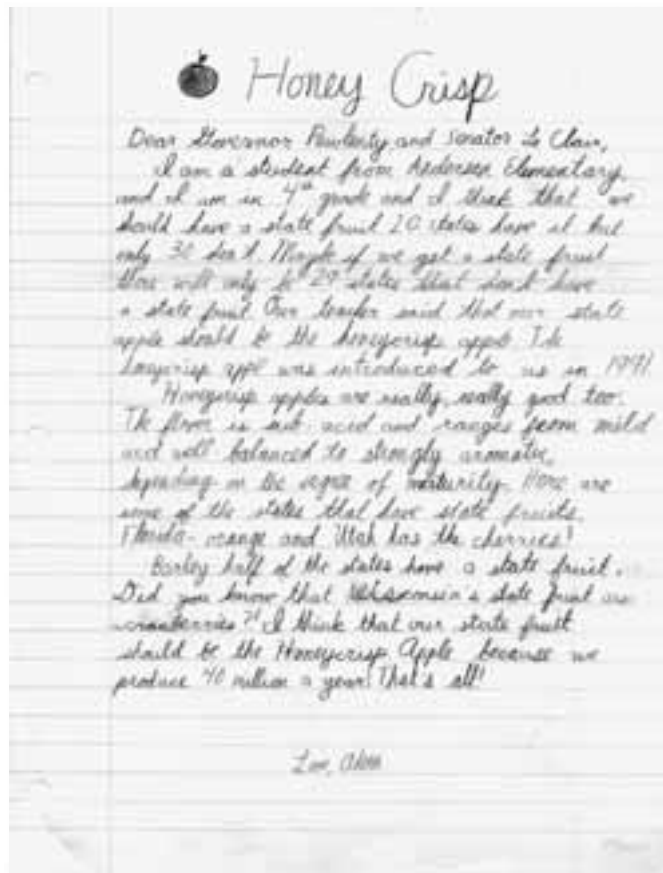 Honey Crisp
Dear Governor Pawlenty and Senator Le Clair,
I am a student from Andersen Elementary
and I am in 4th grade and I think that we
should have a state fruit 20 states have it but
only 30 don't. Maybe if we get a state fruit
there will only be 29 states that don't have
a state fruit Our teacher said that our state
apple should be the honeycrisp apple The
appl was introduced to us in 1991
Honeycrisp apples are really, really good too.
The flavor is sub acid and ranges from mild
and well balanced to strongly aromatic,
depending on the degree of maturity. Here are
some of the states that have state fruits.
Florida- orange and Utah has the cherries!
Barley half of the states have a state fruit.
Did you know that Wisconsin's state fruit are
cranberries?! I think that our state fruit
should be the Honeycrisp Apple because we
produce 40 million a year! That's all!
Love,